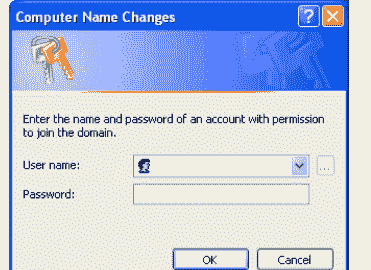 Computer Name Changes
Enter the name and password of an account with permission
to join the domain.
User name:
...
Password:
OK Cancel